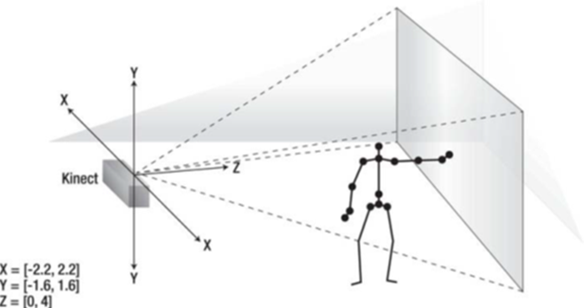 Y
X
Kinect
Z
X
Y
X = [-2.2, 2.2]
Y = [-1.6, 1.6]
Z = [0, 4]